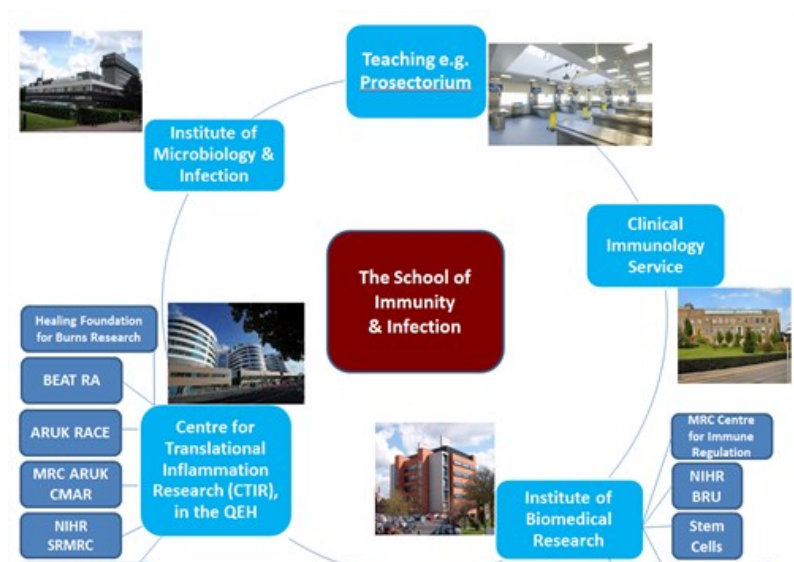 Teaching e.g.
Prosectorium
Institute of
Microbiology &
Infection
Clinical
Immunology
Service
The School of
Immunity
& Infection
Healing Foundation
for Burns Research
BEAT RA
ARUK RACE
MRC ARUK
CMAR
NIHR
SRMRC
Centre for
Translational
Inflammation
Research (CTIR),
in the QEH
Institute of
Biomedical
Research
MRC Centre
for Immune
Regulation
NIHR
BRU
Stem
Cells